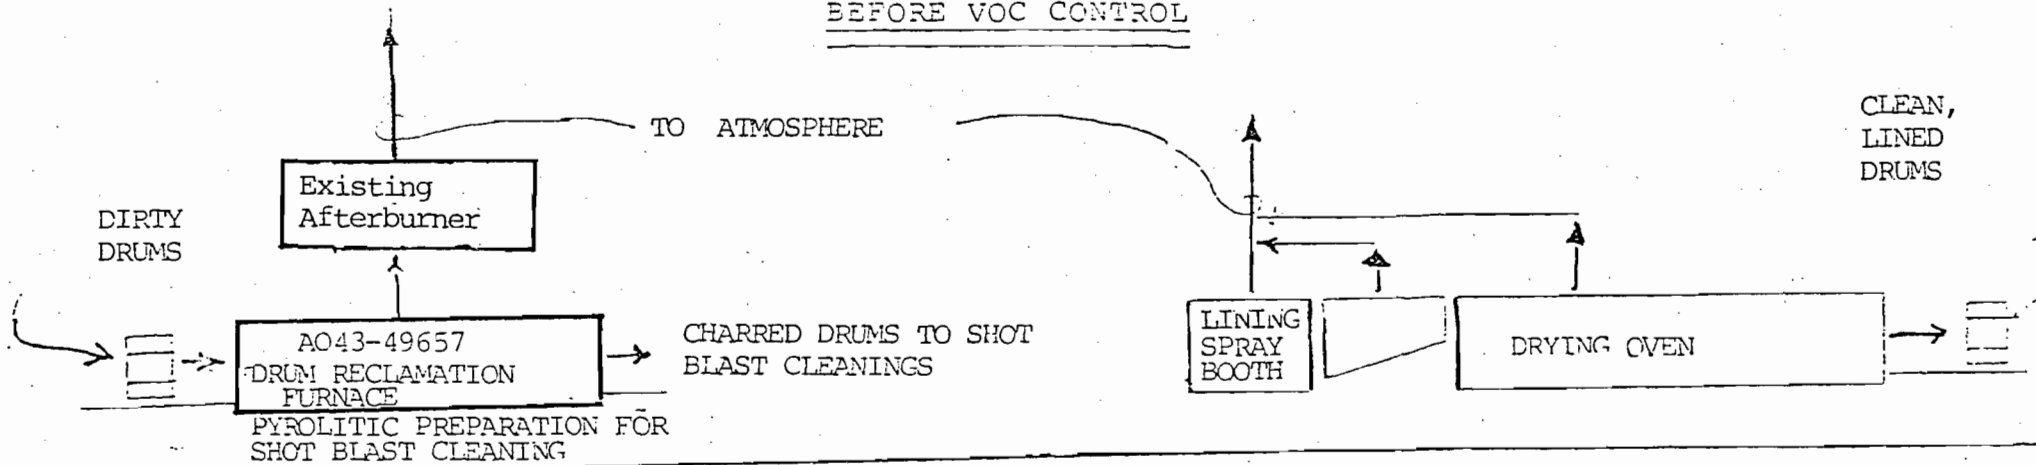 BEFORE VOC CONTROL
TO ATMOSPHERE
CLEAN,
LINED
DRUMS
Existing
Afterburner
DIRTY
DRUMS
AO43-49657
DRUM RECLAMATION
FURNACE
CHARRED DRUMS TO SHOT
BLAST CLEANINGS
LINING
SPRAY
BOOTH
DRYING OVEN
PYROLITIC PREPARATION FOR
SHOT BLAST CLEANING